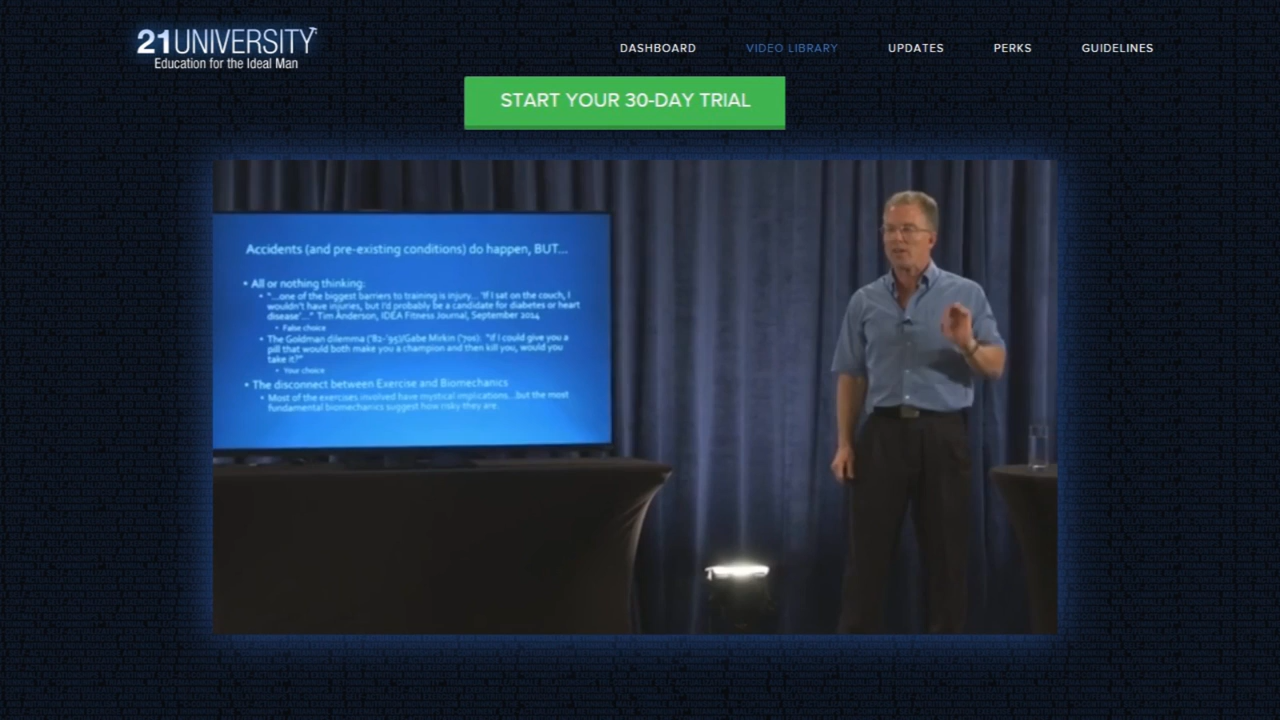 21UNIVERSITY
Education for the Ideal Man
DASHBOARD
VIDEO LIBRARY
UPDATES
PERKS
GUIDELINES
START YOUR 30-DAY TRIAL
Accidents (and pre-existing conditions) do happen, BUT...
• All or nothing thinking:
• "...one of the biggest barriers to training is injury... 'If I sat on the couch, I
wouldn't have injuries, but I'd probably be a candidate for diabetes or heart
disease'..." Tim Anderson, IDEA Fitness Journal, September 2014
• False choice
• The Goldman dilemma ('82-'95)/Gabe Mirkin ('70s): "If I could give you a
pill that would both make you a champion and then kill you, would you
take it?"
• Your choice
• The disconnect between Exercise and Biomechanics
• Most of the exercises involved have mystical implications...but the most
fundamental biomechanics suggest how risky they are.